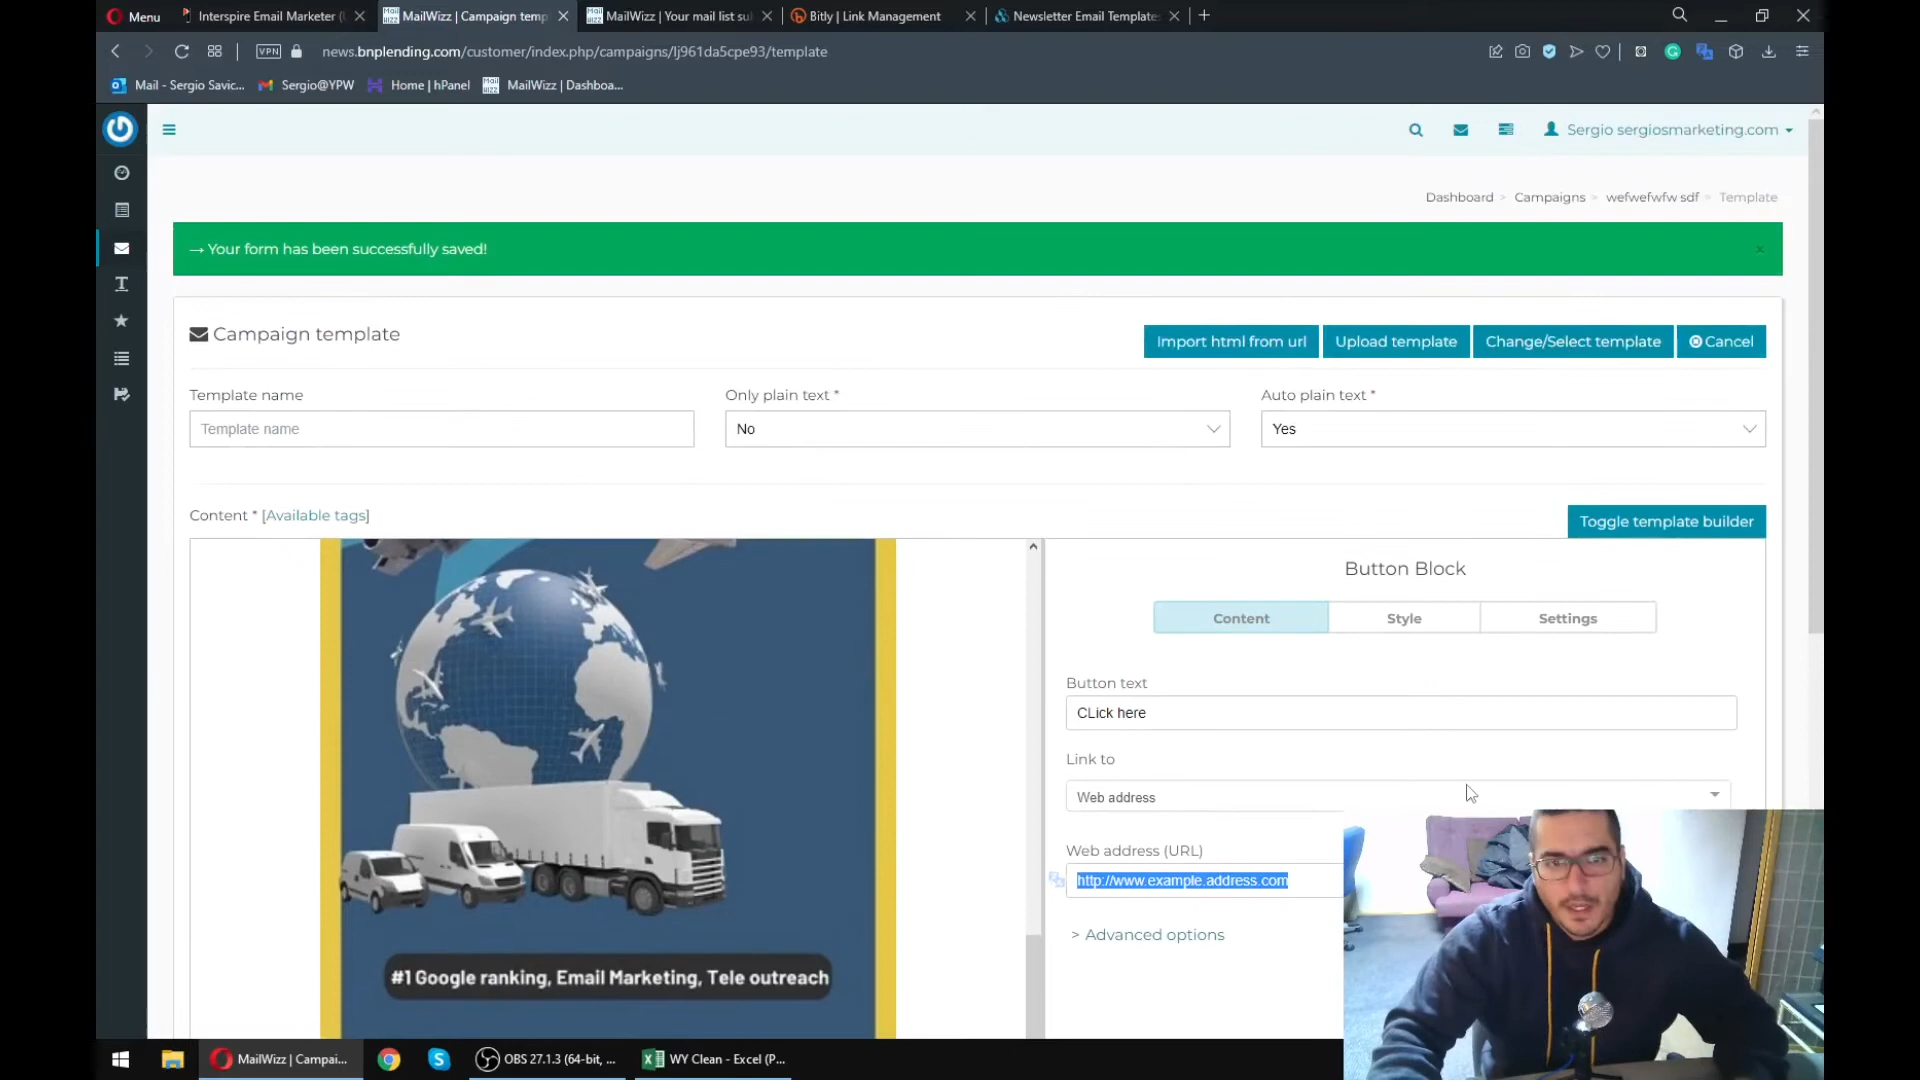 Menu
Interspire Email Marketer (
MailWizz | Campaign temp
MailWizz | Your mail list su
Bitly | Link Management
Newsletter Email Template
VPN
news.bnplending.com/customer/index.php/campaigns/lj961da5cpe93/template
Mail - Sergio Savic...
Sergio@YPW
Home | hPanel
MailWizz | Dashboa...
Sergio sergiosmarketing.com
Dashboard > Campaigns > wefwefwfw sdf > Template
→ Your form has been successfully saved!
×
Campaign template
Import html from url
Upload template
Change/Select template
Cancel
Template name
Only plain text *
Auto plain text *
Template name
No
Yes
Content * [Available tags]
Toggle template builder
Button Block
Content
Style
Settings
Button text
CLick here
Link to
Web address
Web address (URL)
http://www.example.address.com
> Advanced options
#1 Google ranking, Email Marketing, Tele outreach
MailWizz | Campai...
OBS 27.1.3 (64-bit, ...
WY Clean - Excel (P...